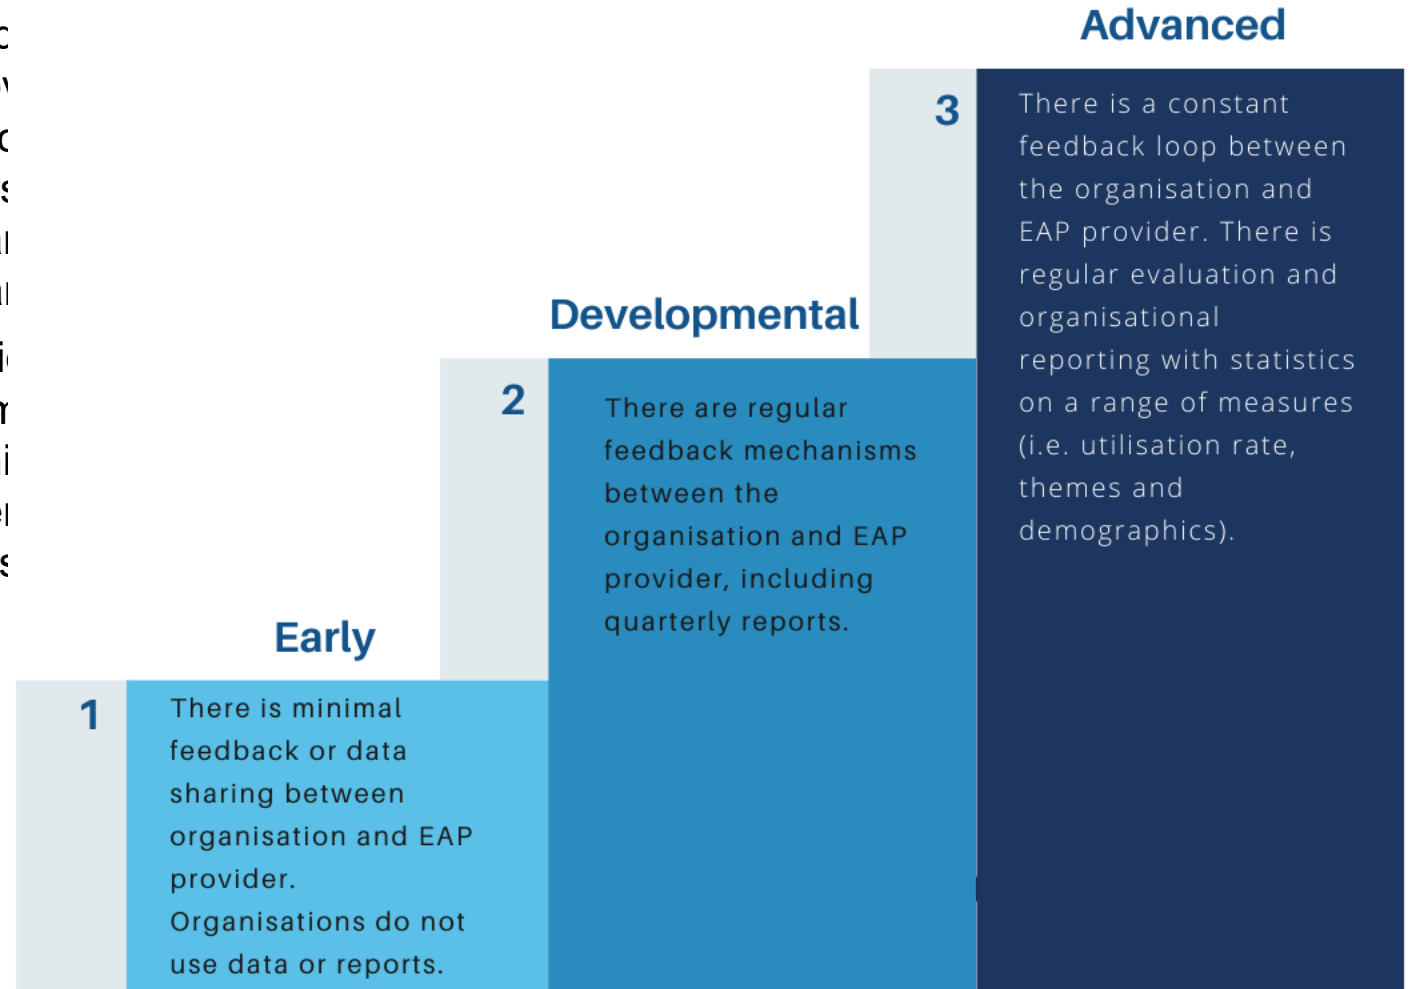 Advanced
3
There is a constant
feedback loop between
the organisation and
EAP provider. There is
regular evaluation and
organisational
reporting with statistics
on a range of measures
(i.e. utilisation rate,
themes and
demographics).
Developmental
2
There are regular
feedback mechanisms
between the
organisation and EAP
provider, including
quarterly reports.
Early
1
There is minimal
feedback or data
sharing between
organisation and EAP
provider.
Organisations do not
use data or reports.